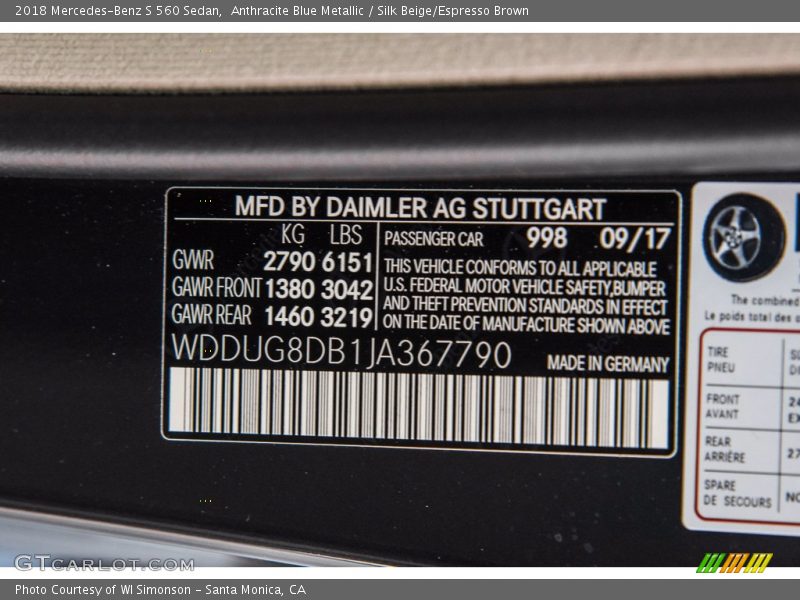 2018 Mercedes-Benz S 560 Sedan,  Anthracite Blue Metallic / Silk Beige/Espresso Brown
MFD BY DAIMLER AG STUTTGART
KG LBS
GVWR 2790 6151
GAWR FRONT 1380 3042
GAWR REAR 1460 3219
PASSENGER CAR 998 09/17
THIS VEHICLE CONFORMS TO ALL APPLICABLE
U.S. FEDERAL MOTOR VEHICLE SAFETY,BUMPER
AND THEFT PREVENTION STANDARDS IN EFFECT
ON THE DATE OF MANUFACTURE SHOWN ABOVE
WDDUG8DB1JA367790 MADE IN GERMANY
The combined
Le poids total des
TIRE
PNEU
FRONT
AVANT
REAR
ARRIÈRE
SPARE
DE SECOURS
GTCARLOT.COM
Photo Courtesy of WI Simonson - Santa Monica, CA